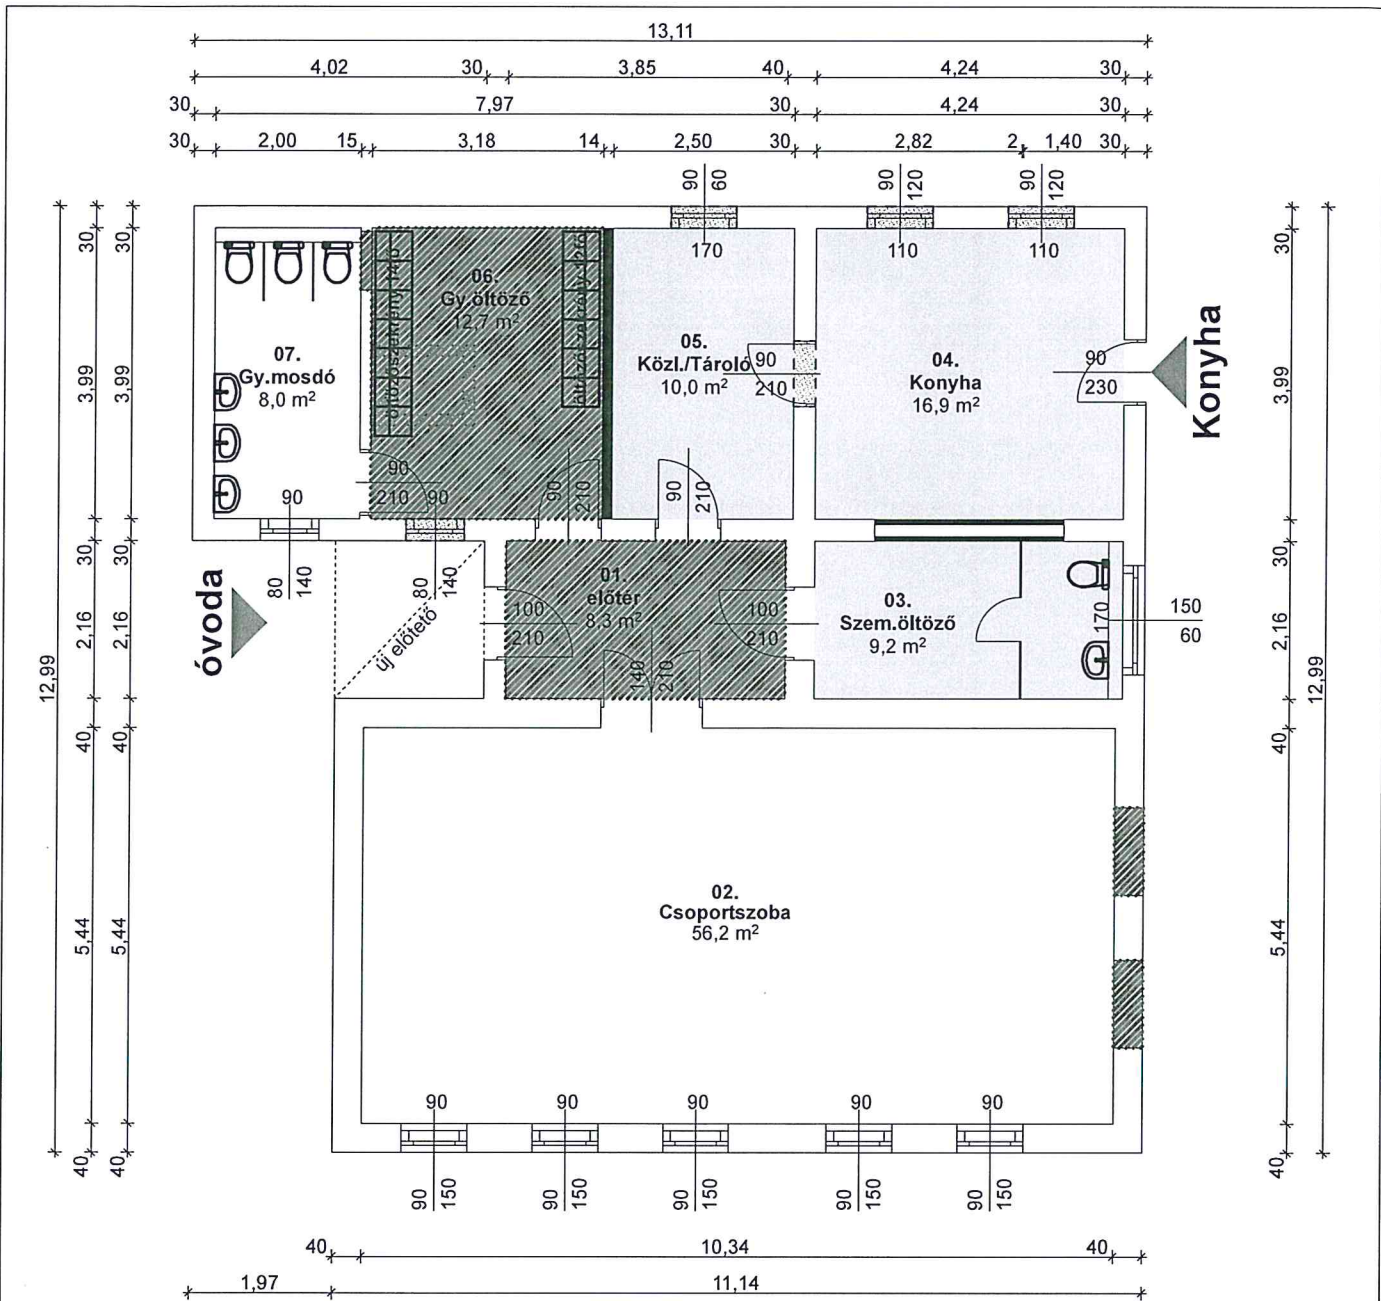 13,11
4,02 30 3,85 40 4,24 30
30 7,97 30 4,24 30
30 2,00 15 3,18 14 2,50 30 2,82 2 1,40 30
90 60
90 120
90 120
170
110
110
30 3,99 30 2,16 40 5,44 40
30 3,99 30 2,16 40 5,44 40
12,99
06.
Gy.öltöző
12,7 m²
öltözőszekrény
07.
Gy.mosdó
8,0 m²
05.
Közl./Tároló
10,0 m²
90
210
04.
Konyha
16,9 m²
90
230
Konyha
90
210
90
90
90 210
90 210
80 140
80 140
óvoda
új előtető
01.
előtér
8,3 m²
100
210
100
210
140 210
03.
Szem.öltöző
9,2 m²
170
150
60
30 3,99 30 2,16 40 5,44 40
12,99
02.
Csoportszoba
56,2 m²
90 90 90 90 90
90 150
90 150
90 150
90 150
90 150
40 10,34 40
1,97 11,14